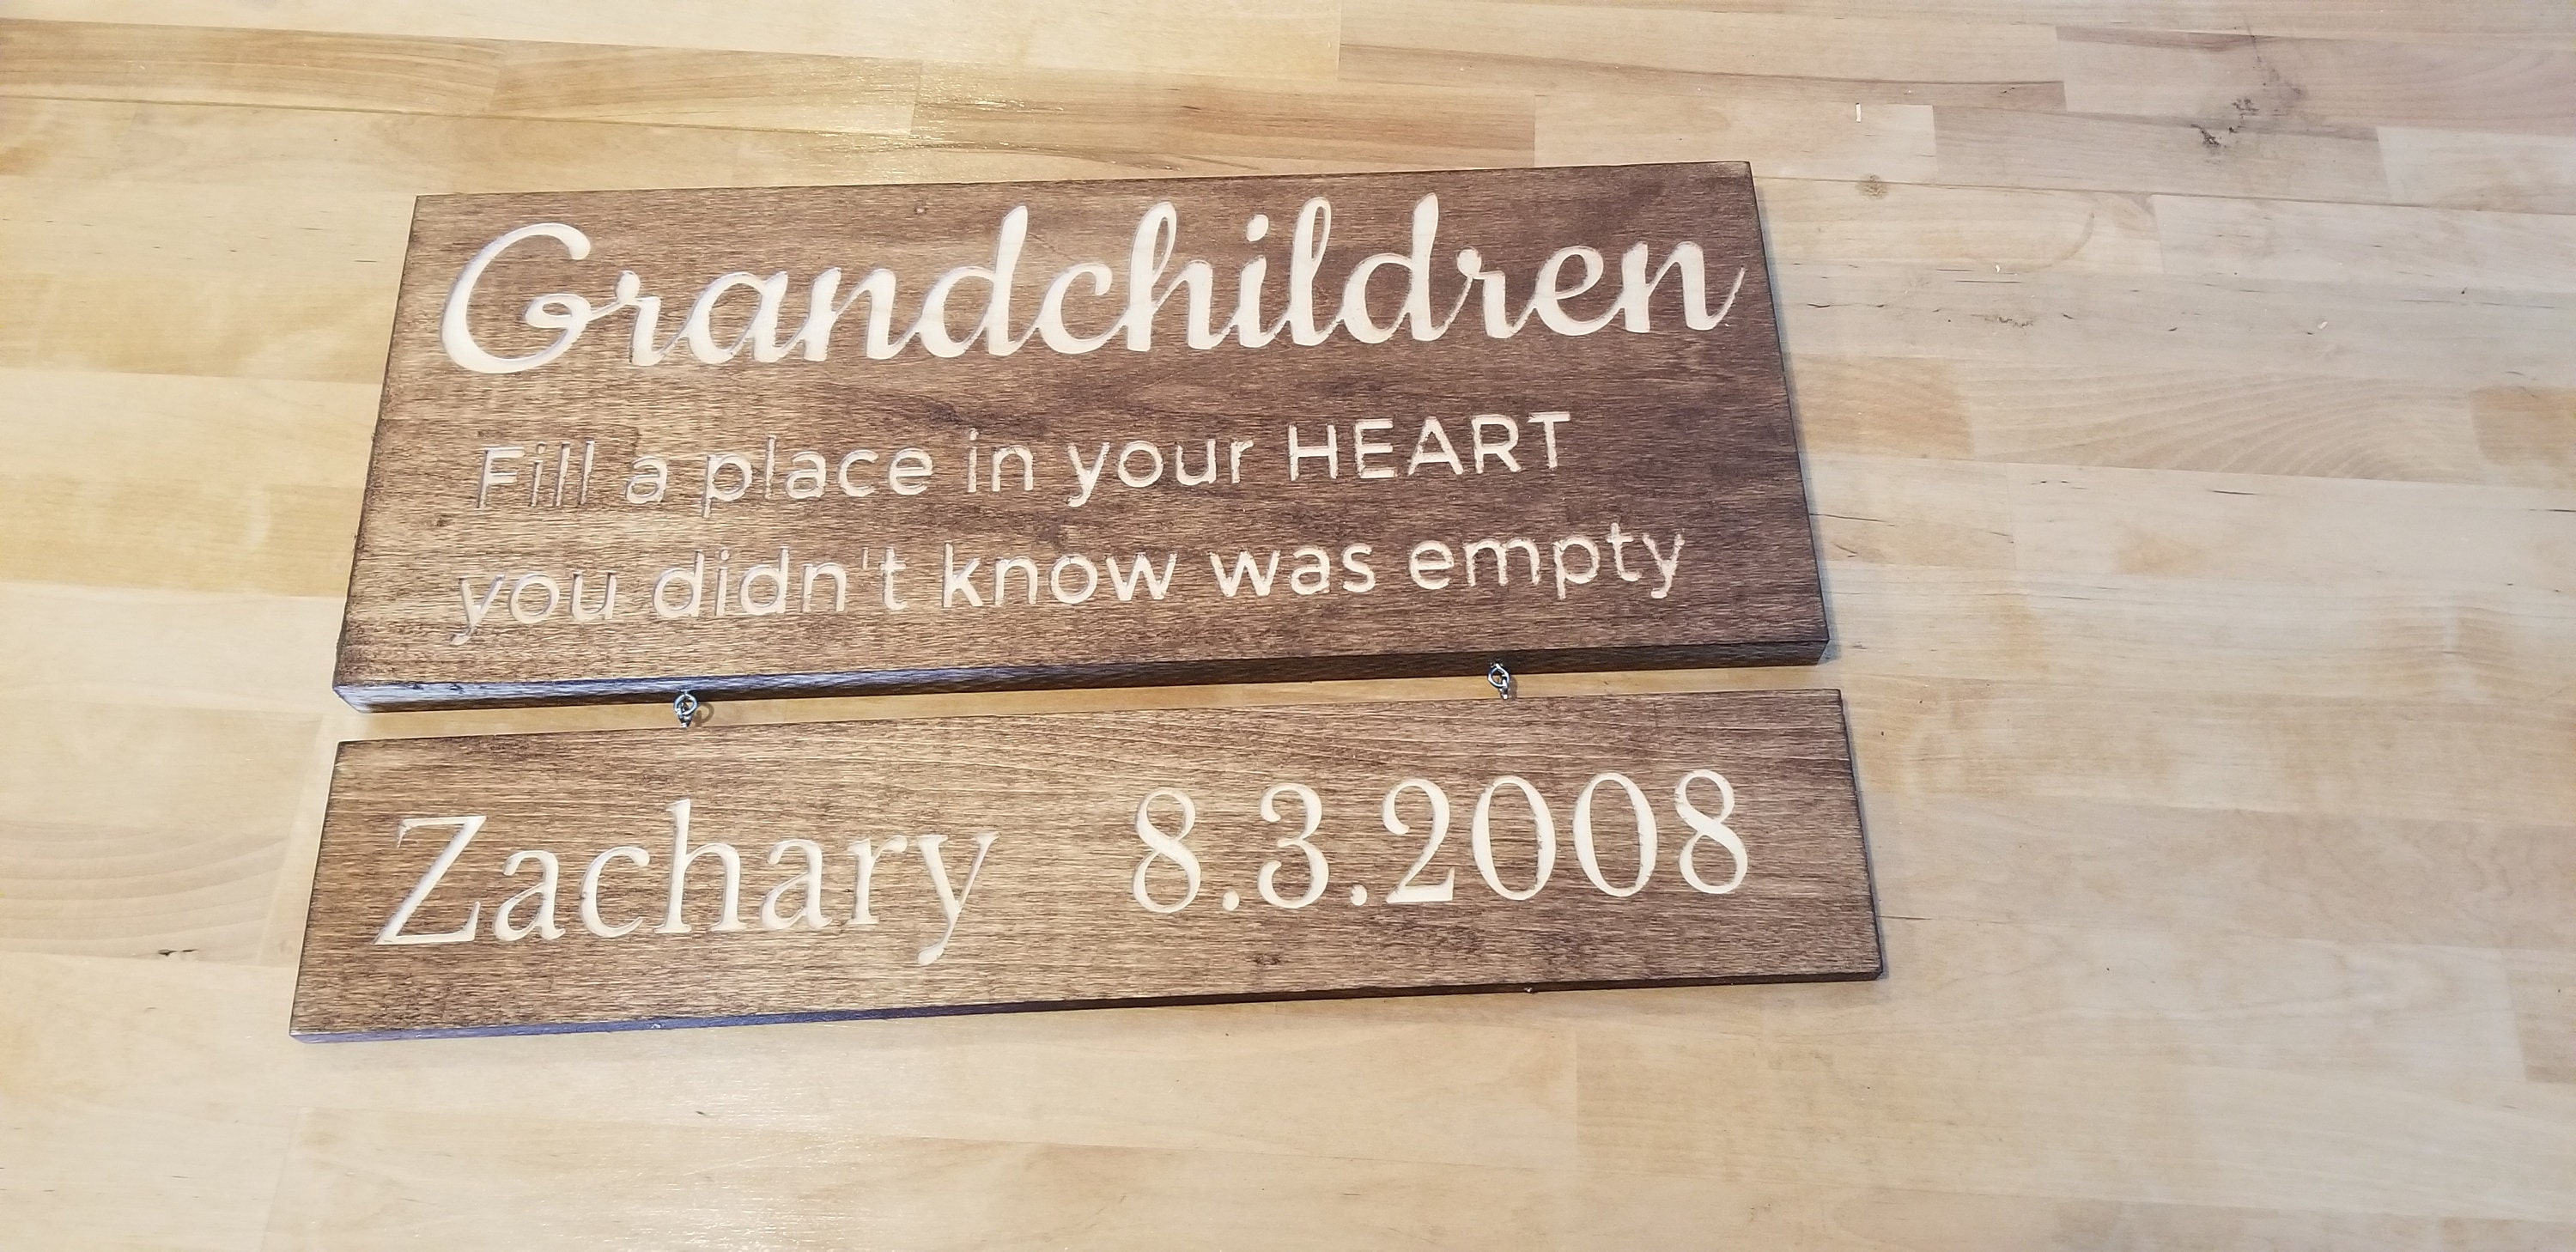 Grandchildren
Fill a place in your HEART
you didn't know was empty
Zachary 8.3.2008